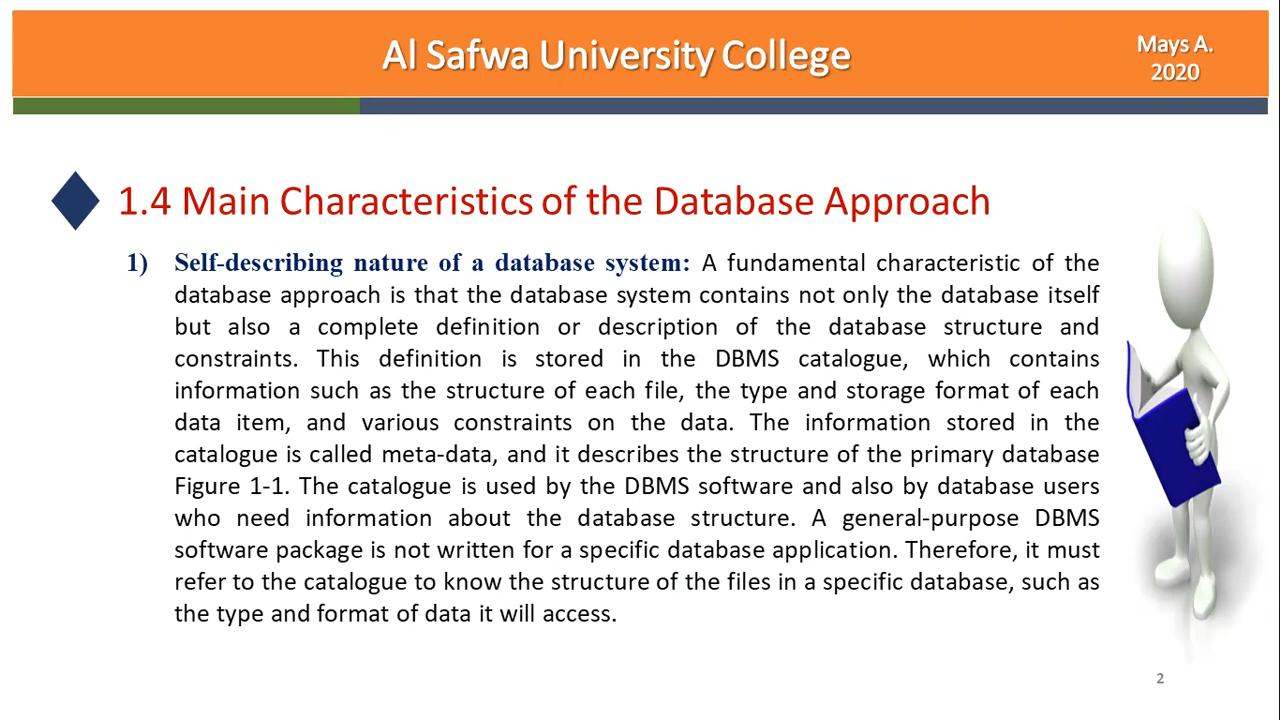 Al Safwa University College
Mays A.
2020
1.4 Main Characteristics of the Database Approach
1) Self-describing nature of a database system: A fundamental characteristic of the
database approach is that the database system contains not only the database itself
but also a complete definition or description of the database structure and
constraints. This definition is stored in the DBMS catalogue, which contains
information such as the structure of each file, the type and storage format of each
data item, and various constraints on the data. The information stored in the
catalogue is called meta-data, and it describes the structure of the primary database
Figure 1-1. The catalogue is used by the DBMS software and also by database users
who need information about the database structure. A general-purpose DBMS
software package is not written for a specific database application. Therefore, it must
refer to the catalogue to know the structure of the files in a specific database, such as
the type and format of data it will access.
2